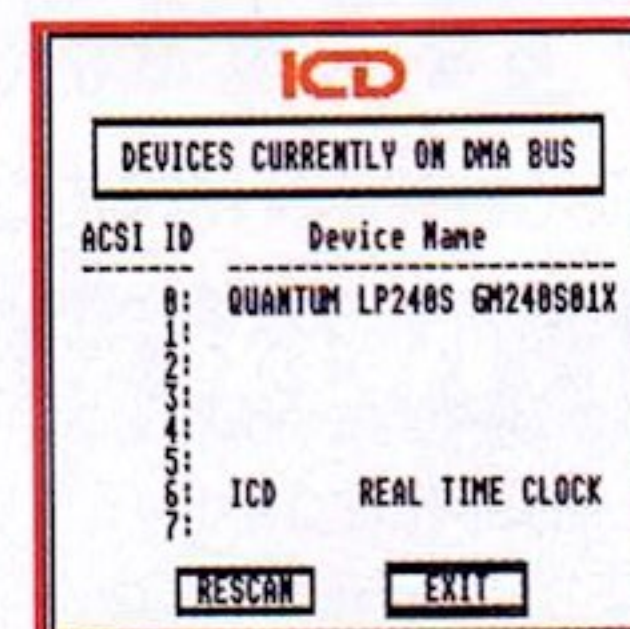 ICD
DEVICES CURRENTLY ON DMA BUS
ACSI ID Device Name
0: QUANTUM LP240S GM240S01X
1:
2:
3:
4:
5:
6: ICD REAL TIME CLOCK
7:
RESCAN EXIT